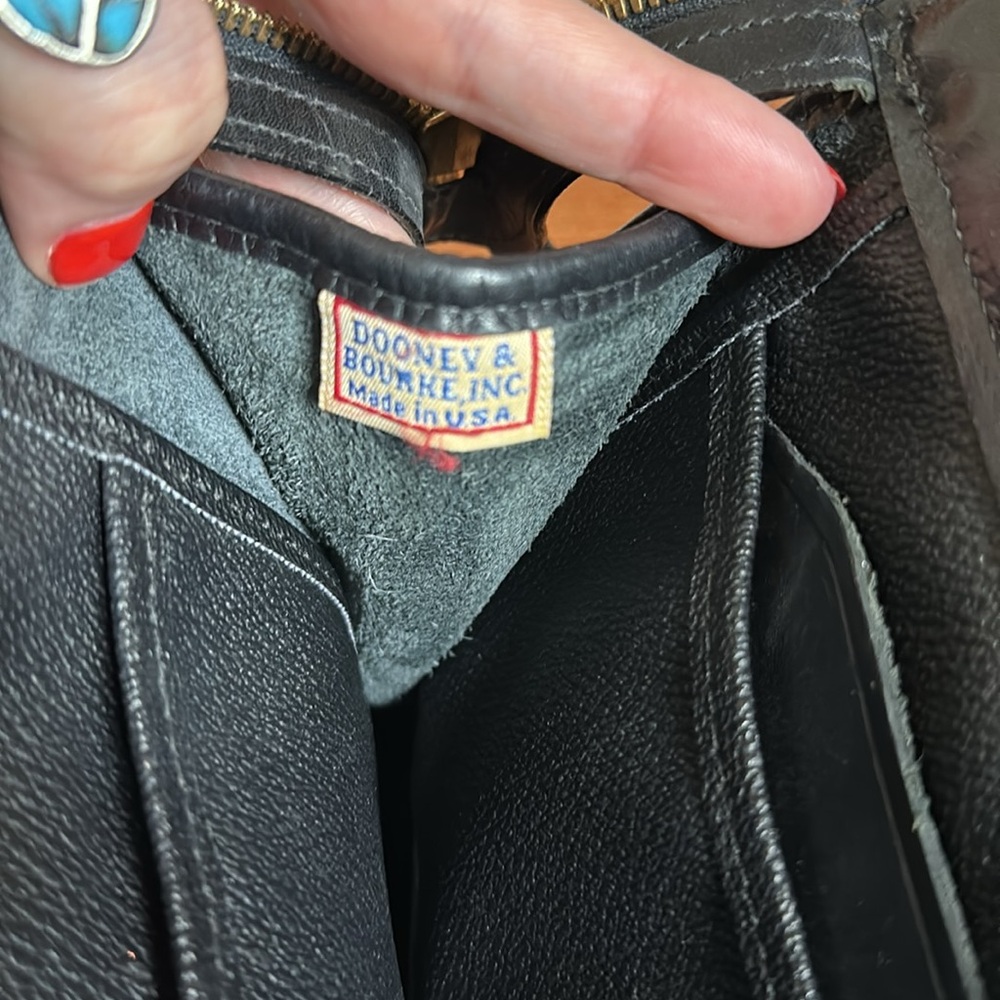 DOONEY &
BOURKE, INC.
Made in U.S.A.